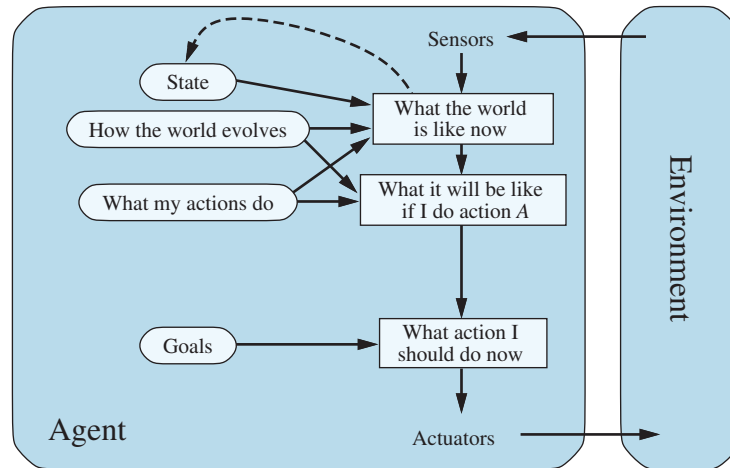 Sensors
State
What the world
is like now
How the world evolves
What my actions do
What it will be like
if I do action A
Goals
What action I
should do now
Agent
Actuators
Environment